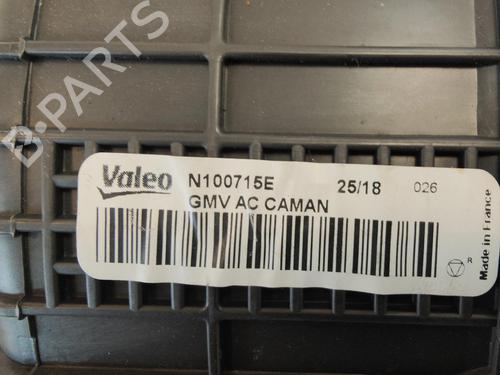 B-PARTS
Valeo
N100715E 25/18 026
GMV AC CAMAN
Made in France
R